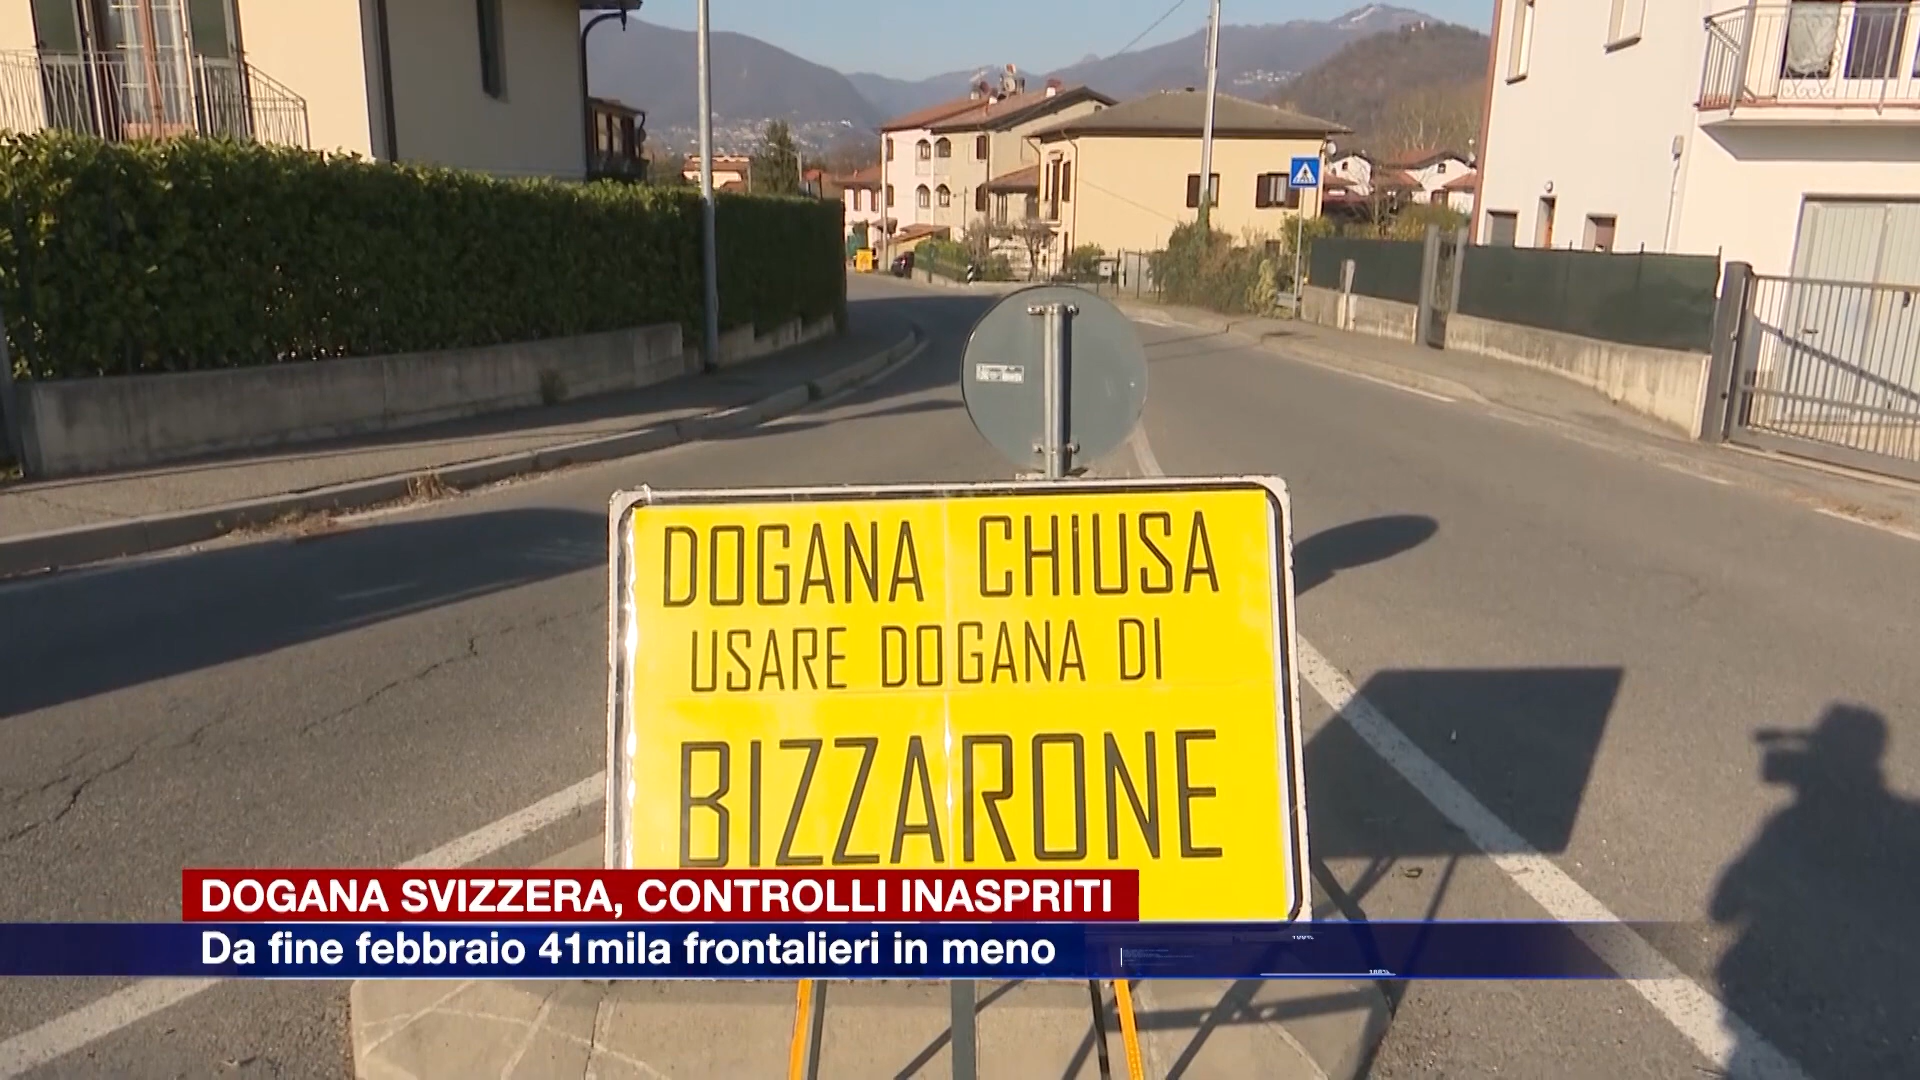 DOGANA CHIUSA
USARE DOGANA DI
BIZZARONE
DOGANA SVIZZERA, CONTROLLI INASPRITI
Da fine febbraio 41mila frontalieri in meno